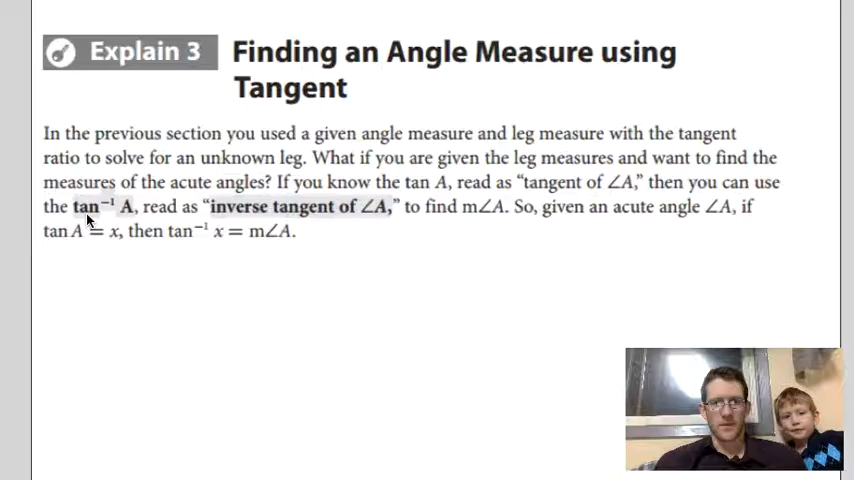 Explain 3 Finding an Angle Measure using
Tangent
In the previous section you used a given angle measure and leg measure with the tangent
ratio to solve for an unknown leg. What if you are given the leg measures and want to find the
measures of the acute angles? If you know the tan A, read as “tangent of ∠A,” then you can use
the tan⁻¹ A, read as “inverse tangent of ∠A,” to find m∠A. So, given an acute angle ∠A, if
tan A = x, then tan⁻¹ x = m∠A.